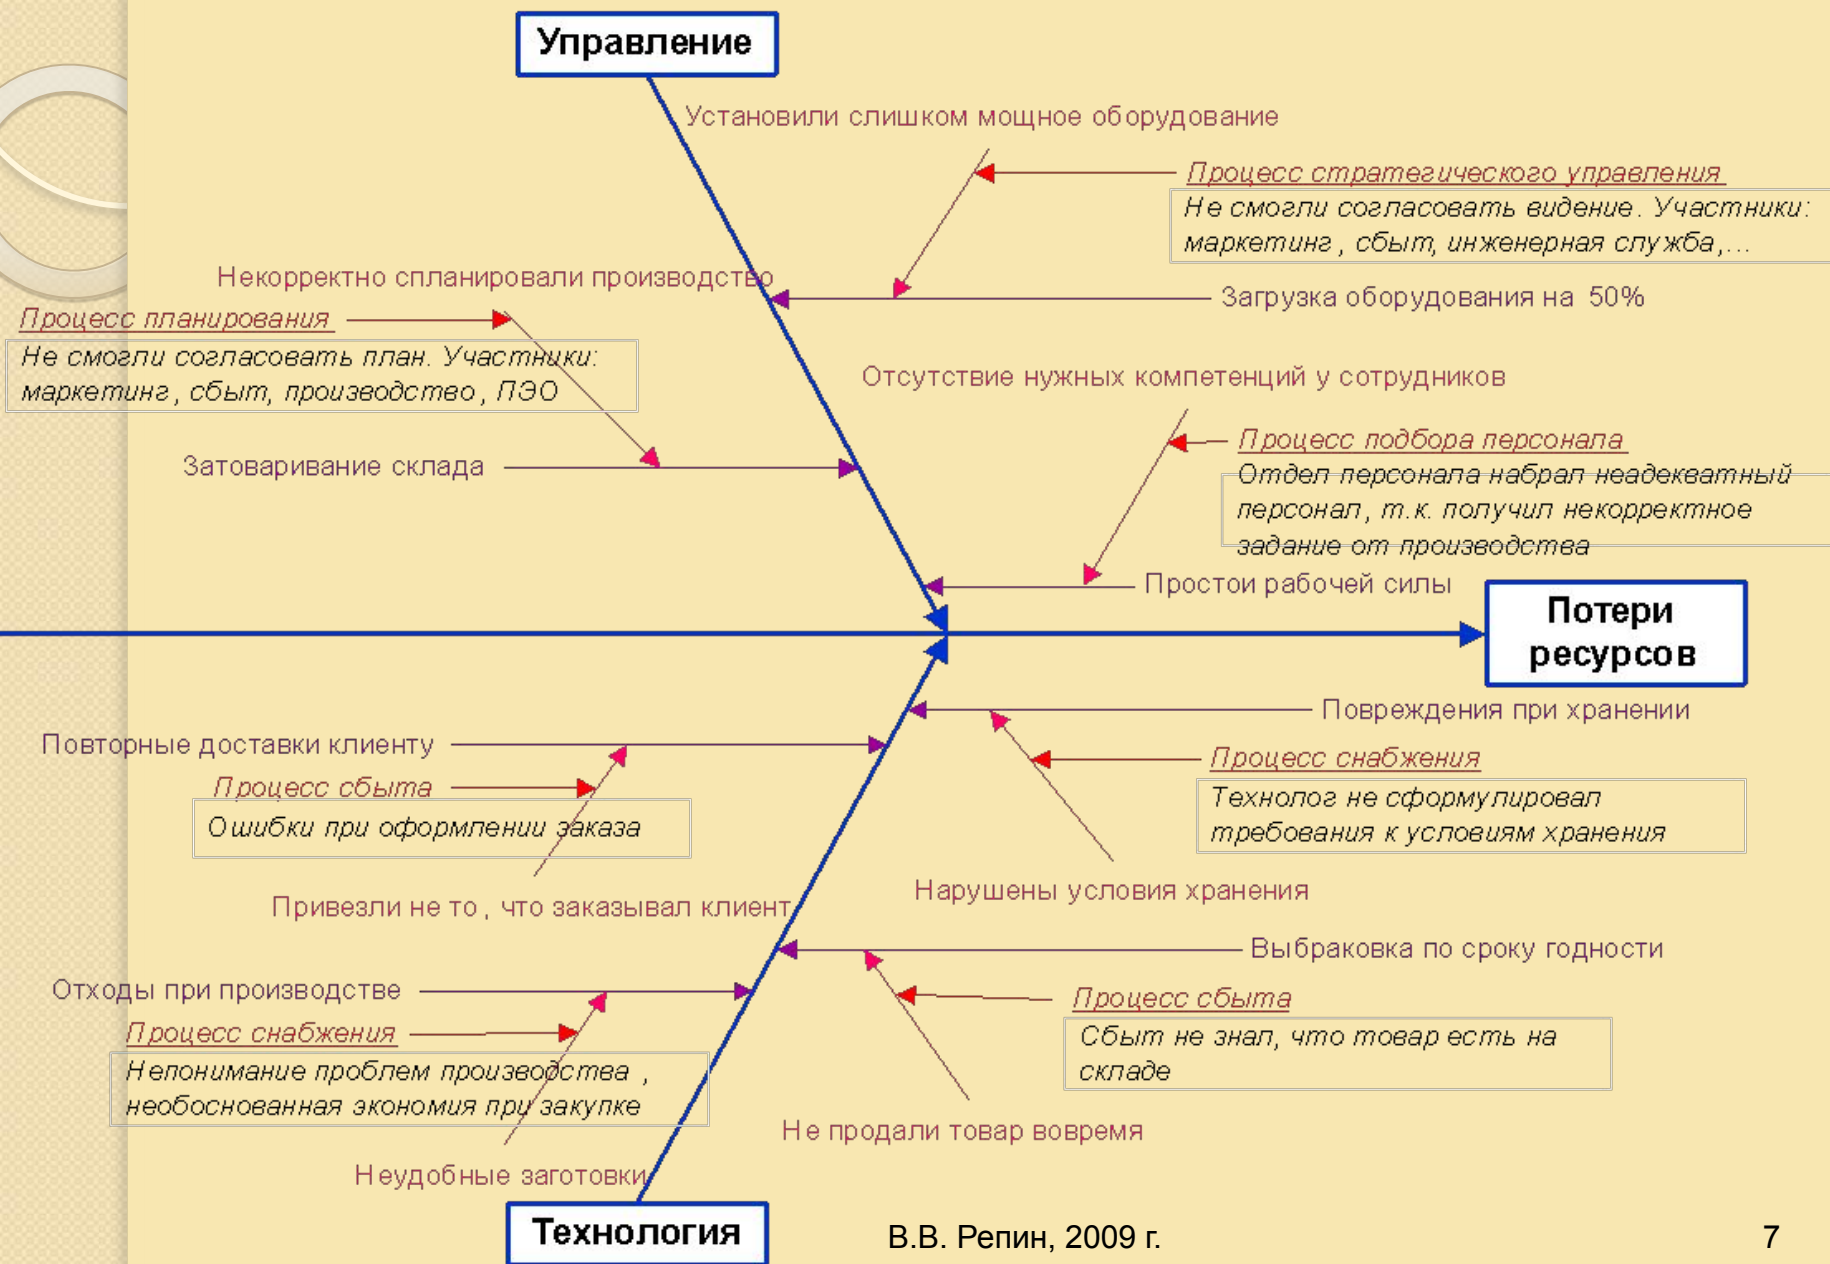 Управление
Установили слишком мощное оборудование
Процесс стратегического управления
Не смогли согласовать видение. Участники:
маркетинг, сбыт, инженерная служба,...
Некорректно спланировали производство
Загрузка оборудования на 50%
Процесс планирования
Не смогли согласовать план. Участники:
маркетинг, сбыт, производство, ПЭО
Отсутствие нужных компетенций у сотрудников
Процесс подбора персонала
Отдел персонала набрал неадекватный
персонал, т.к. получил некорректное
задание от производства
Затоваривание склада
Простои рабочей силы
Потери
ресурсов
Повреждения при хранении
Повторные доставки клиенту
Процесс снабжения
Технолог не сформулировал
требования к условиям хранения
Процесс сбыта
Ошибки при оформлении заказа
Нарушены условия хранения
Привезли не то, что заказывал клиент
Выбраковка по сроку годности
Отходы при производстве
Процесс сбыта
Сбыт не знал, что товар есть на
складе
Процесс снабжения
Непонимание проблем производства,
необоснованная экономия при закупке
Не продали товар вовремя
Неудобные заготовки
Технология
В.В. Репин, 2009 г.
7